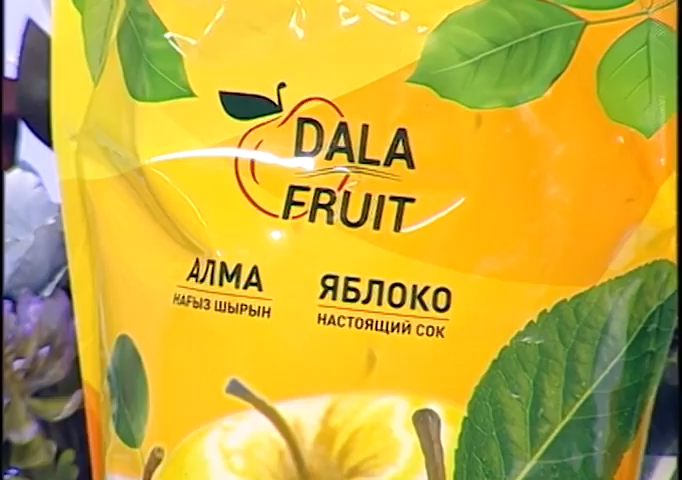 DALA
FRUIT
АЛМА
НАҒЫЗ ШЫРЫН
ЯБЛОКО
НАСТОЯЩИЙ СОК